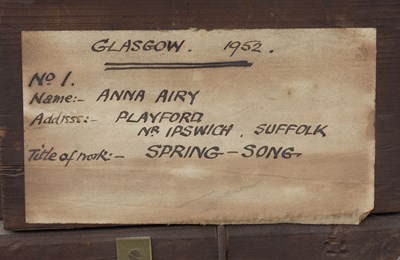 GLASGOW. 1952.
No 1.
Name:- ANNA AIRY
Address:- PLAYFORD
NR IPSWICH, SUFFOLK
Title of work:- SPRING-SONG